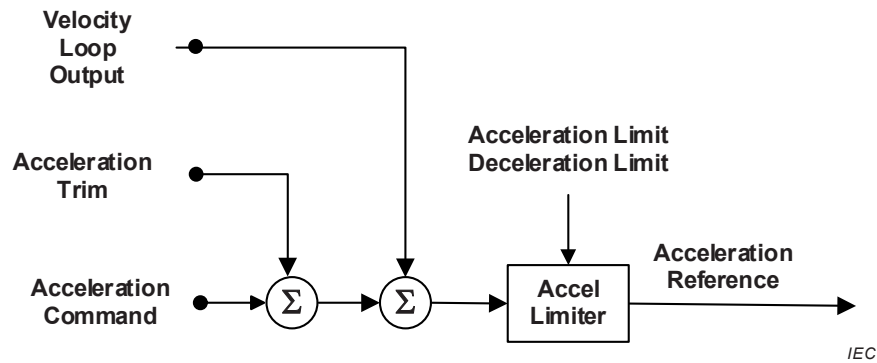 Velocity
Loop
Output
Acceleration Limit
Deceleration Limit
Acceleration
Trim
Acceleration
Reference
Acceleration
Command
Σ
Σ
Accel
Limiter
IEC